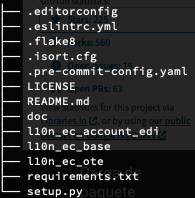 .editorconfig
.eslintrc.yml
.flake8
.isort.cfg
.pre-commit-config.yaml
LICENSE
README.md
doc
l10n_ec_account_edi
l10n_ec_base
l10n_ec_ote
requirements.txt
setup.py